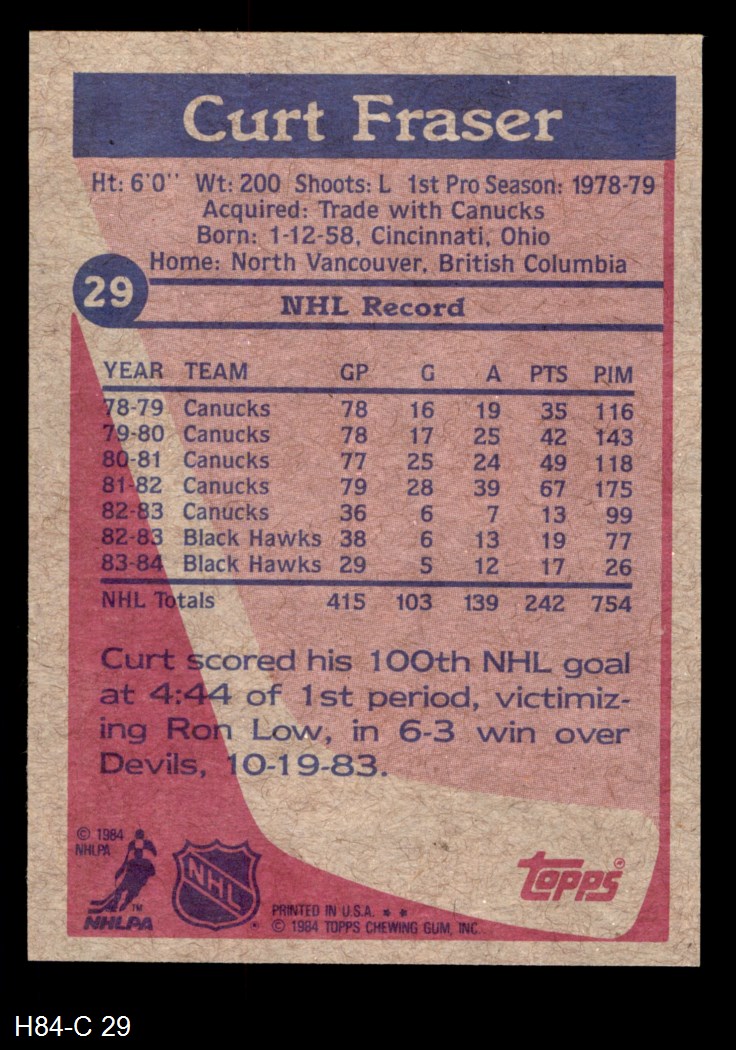 Curt Fraser
Ht: 6'0'' Wt: 200 Shoots: L 1st Pro Season: 1978-79
Acquired: Trade with Canucks
Born: 1-12-58, Cincinnati, Ohio
Home: North Vancouver, British Columbia
29
NHL Record
YEAR TEAM GP G A PTS PIM
78-79 Canucks 78 16 19 35 116
79-80 Canucks 78 17 25 42 143
80-81 Canucks 77 25 24 49 118
81-82 Canucks 79 28 39 67 175
82-83 Canucks 36 6 7 13 99
82-83 Black Hawks 38 6 13 19 77
83-84 Black Hawks 29 5 12 17 26
NHL Totals 415 103 139 242 754
Curt scored his 100th NHL goal
at 4:44 of 1st period, victimiz-
ing Ron Low, in 6-3 win over
Devils, 10-19-83.
© 1984
NHLPA
TM
NHLPA
NHL
topps ®
PRINTED IN U.S.A. * *
© 1984 TOPPS CHEWING GUM, INC.
H84-C 29